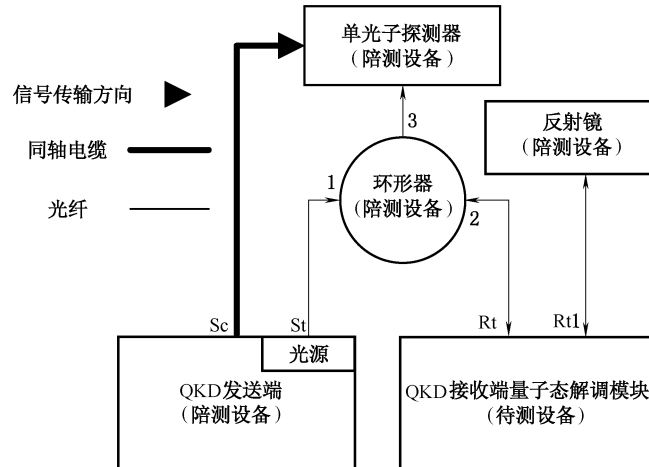 单光子探测器
(陪测设备)
信号传输方向
同轴电缆
光纤
3
反射镜
(陪测设备)
1
环形器
(陪测设备)
2
Sc
St
Rt
Rt1
光源
QKD发送端
(陪测设备)
QKD接收端量子态解调模块
(待测设备)